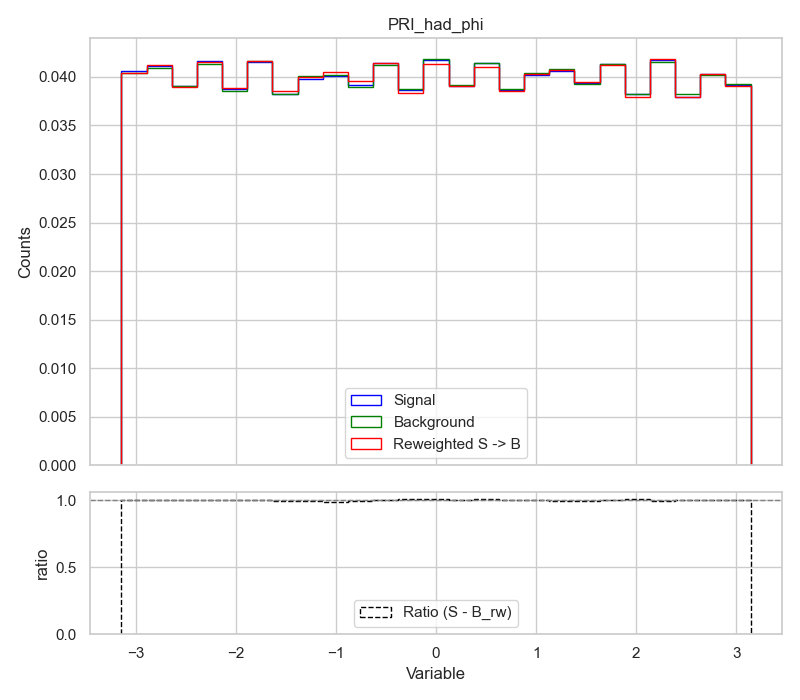 PRI_had_phi
0.040
0.035
0.030
0.025
0.020
0.015
0.010
0.005
0.000
Counts
Signal
Background
Reweighted S -> B
1.0
0.5
0.0
ratio
Ratio (S - B_rw)
−3 −2 −1 0 1 2 3
Variable